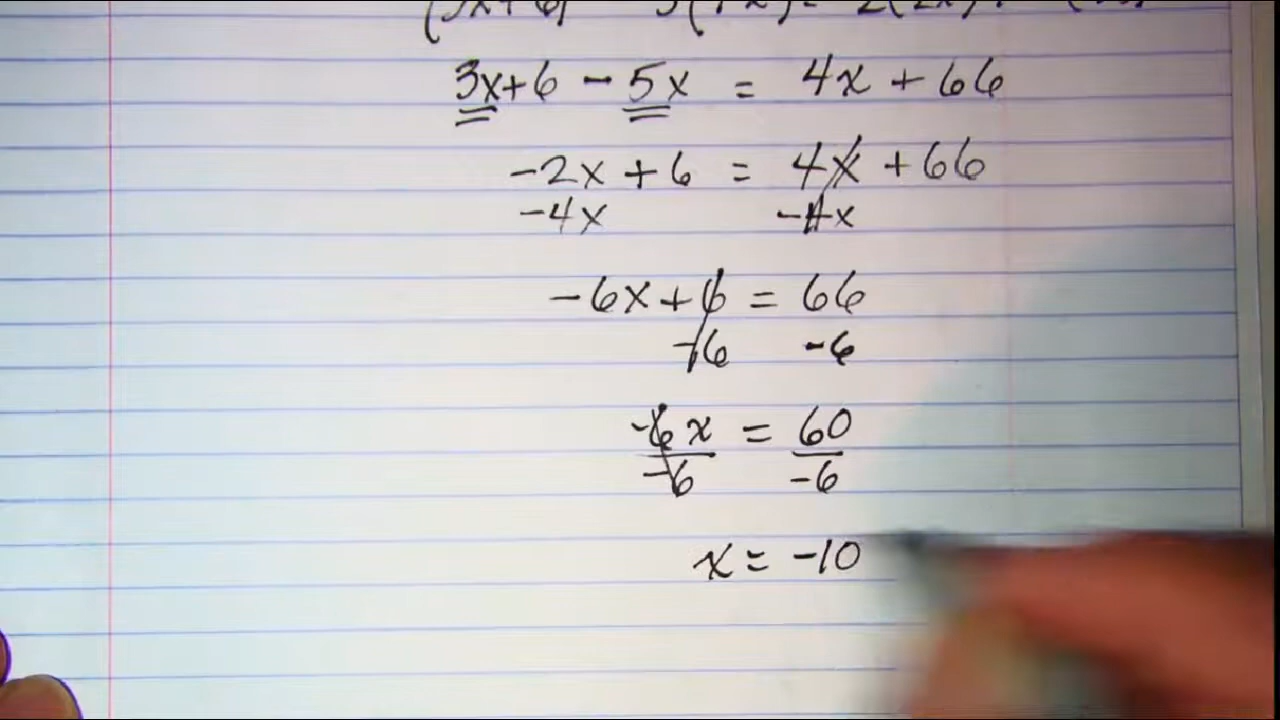 3x+6 - 5x = 4x + 66
-2x + 6 = 4x + 66
-4x -4x
-6x + 6 = 66
-6 -6
-6x = 60
-6 -6
x = -10